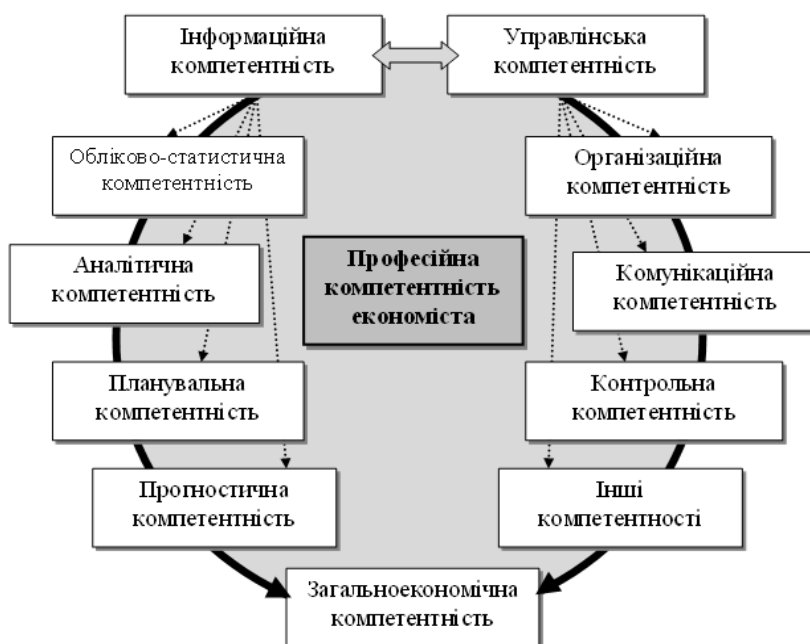 Інформаційна
компетентність
Управлінська
компетентність
Обліково-статистична
компетентність
Організаційна
компетентність
Аналітична
компетентність
Професійна
компетентність
економіста
Комунікаційна
компетентність
Планувальна
компетентність
Контрольна
компетентність
Прогностична
компетентність
Інші
компетентності
Загальноекономічна
компетентність